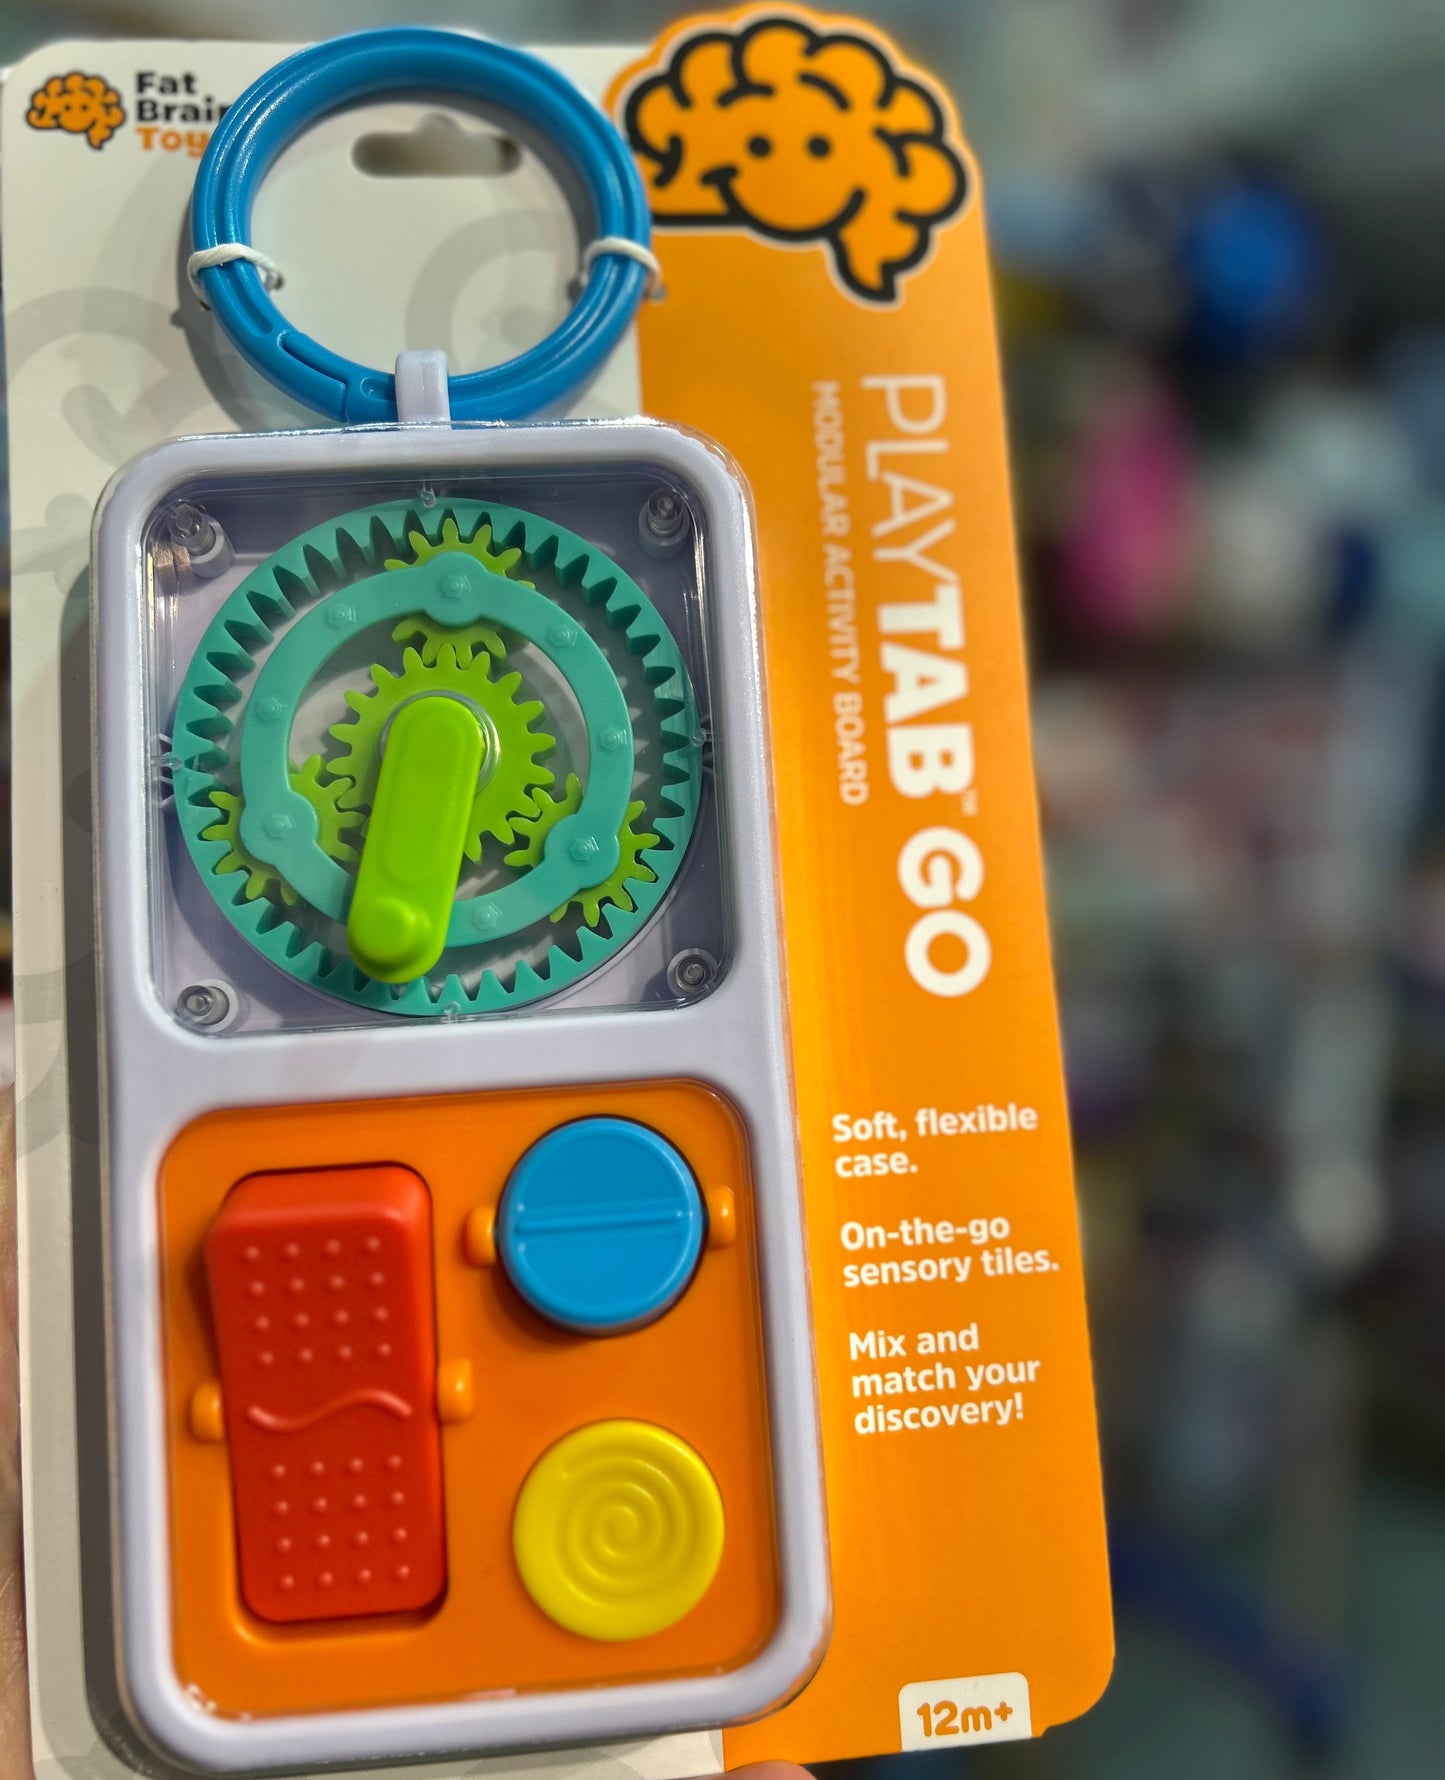 Fat
Brain
Toy
PLAYTAB™ GO
MODULAR ACTIVITY BOARD
Soft, flexible
case.
On-the-go
sensory tiles.
Mix and
match your
discovery!
12m+